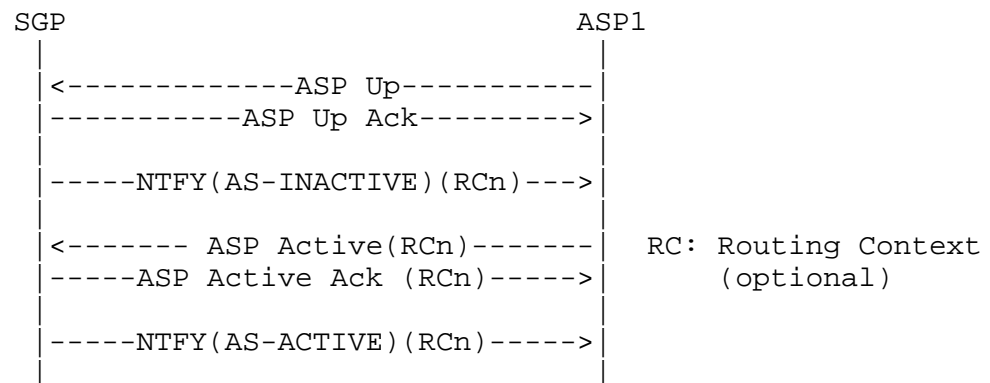 SGP ASP1
|<-------------ASP Up-----------|
|-----------ASP Up Ack--------->|
|-----NTFY(AS-INACTIVE)(RCn)--->|
|<------- ASP Active(RCn)-------| RC: Routing Context
|-----ASP Active Ack (RCn)----->| (optional)
|-----NTFY(AS-ACTIVE)(RCn)----->|